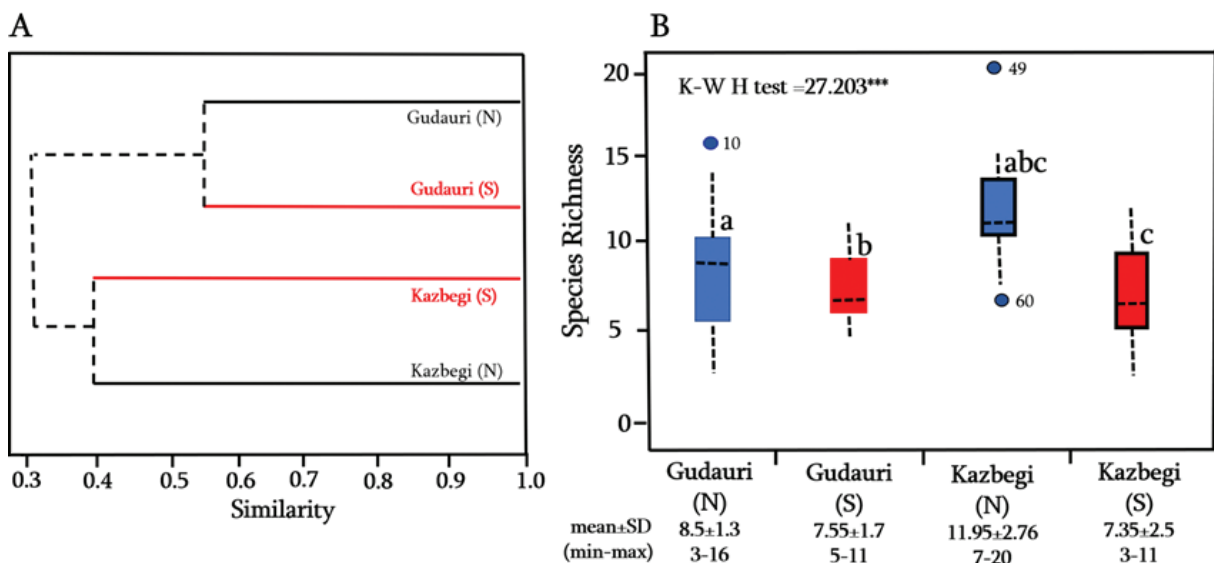 A
Gudauri (N)
Gudauri (S)
Kazbegi (S)
Kazbegi (N)
0.3 0.4 0.5 0.6 0.7 0.8 0.9 1.0
Similarity
B
K-W H test =27.203***
Species Richness
20
15
10
5
0
10
49
60
a
b
abc
c
Gudauri (N)
Gudauri (S)
Kazbegi (N)
Kazbegi (S)
mean±SD 8.5±1.3 7.55±1.7 11.95±2.76 7.35±2.5
(min-max) 3-16 5-11 7-20 3-11